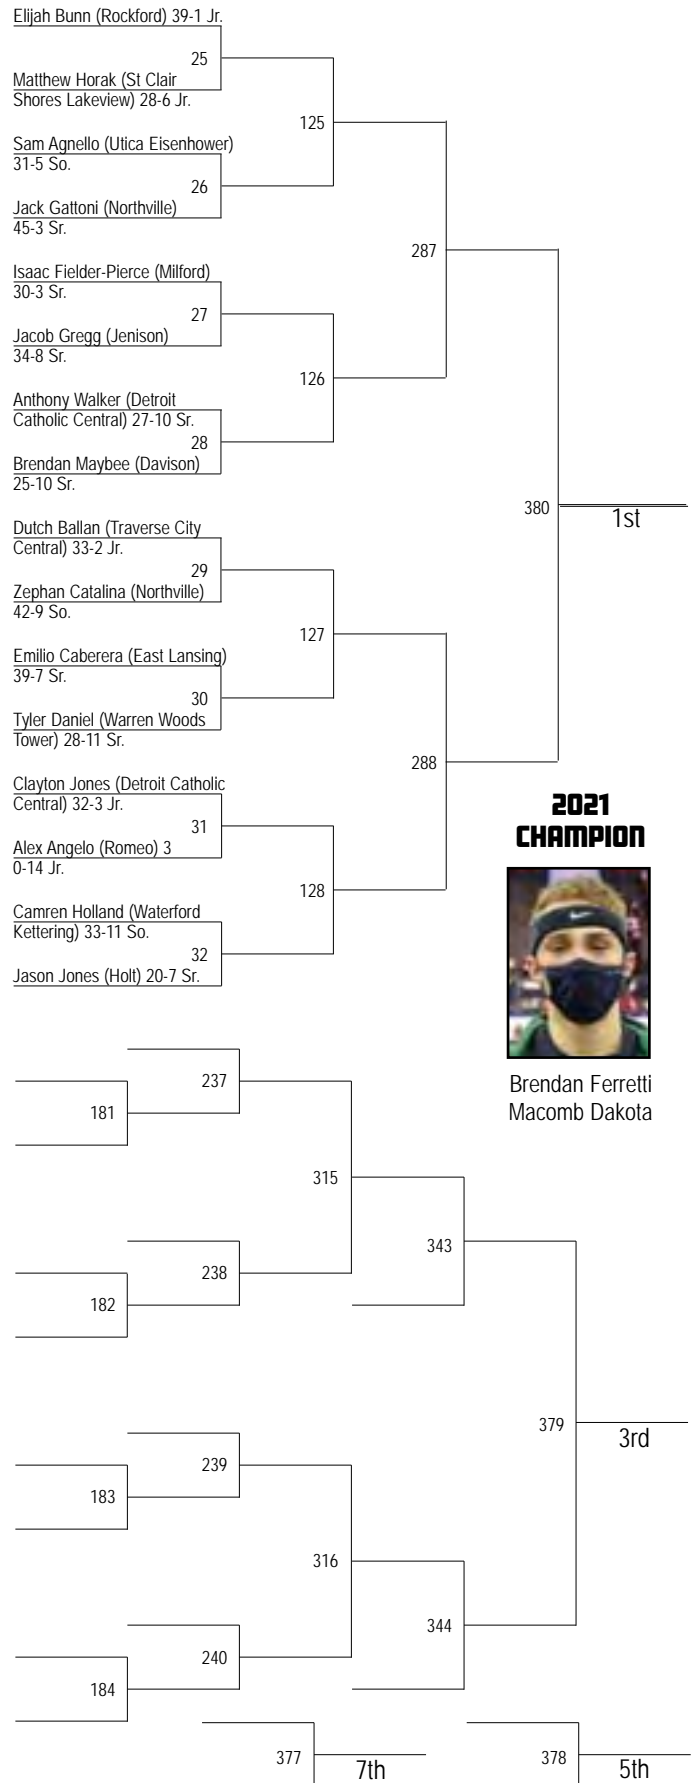 Elijah Bunn (Rockford) 39-1 Jr.
25
Matthew Horak (St Clair
Shores Lakeview) 28-6 Jr.
125
Sam Agnello (Utica Eisenhower)
31-5 So.
26
Jack Gattoni (Northville)
45-3 Sr.
287
Isaac Fielder-Pierce (Milford)
30-3 Sr.
27
Jacob Gregg (Jenison)
34-8 Sr.
126
Anthony Walker (Detroit
Catholic Central) 27-10 Sr.
28
Brendan Maybee (Davison)
25-10 Sr.
380
1st
Dutch Ballan (Traverse City
Central) 33-2 Jr.
29
Zephan Catalina (Northville)
42-9 So.
127
Emilio Caberera (East Lansing)
39-7 Sr.
30
Tyler Daniel (Warren Woods
Tower) 28-11 Sr.
288
Clayton Jones (Detroit Catholic
Central) 32-3 Jr.
31
Alex Angelo (Romeo) 3
0-14 Jr.
128
Camren Holland (Waterford
Kettering) 33-11 So.
32
Jason Jones (Holt) 20-7 Sr.
2021
CHAMPION
Brendan Ferretti
Macomb Dakota
237
181
315
238
182
343
379
3rd
239
183
316
240
184
344
377
7th
378
5th